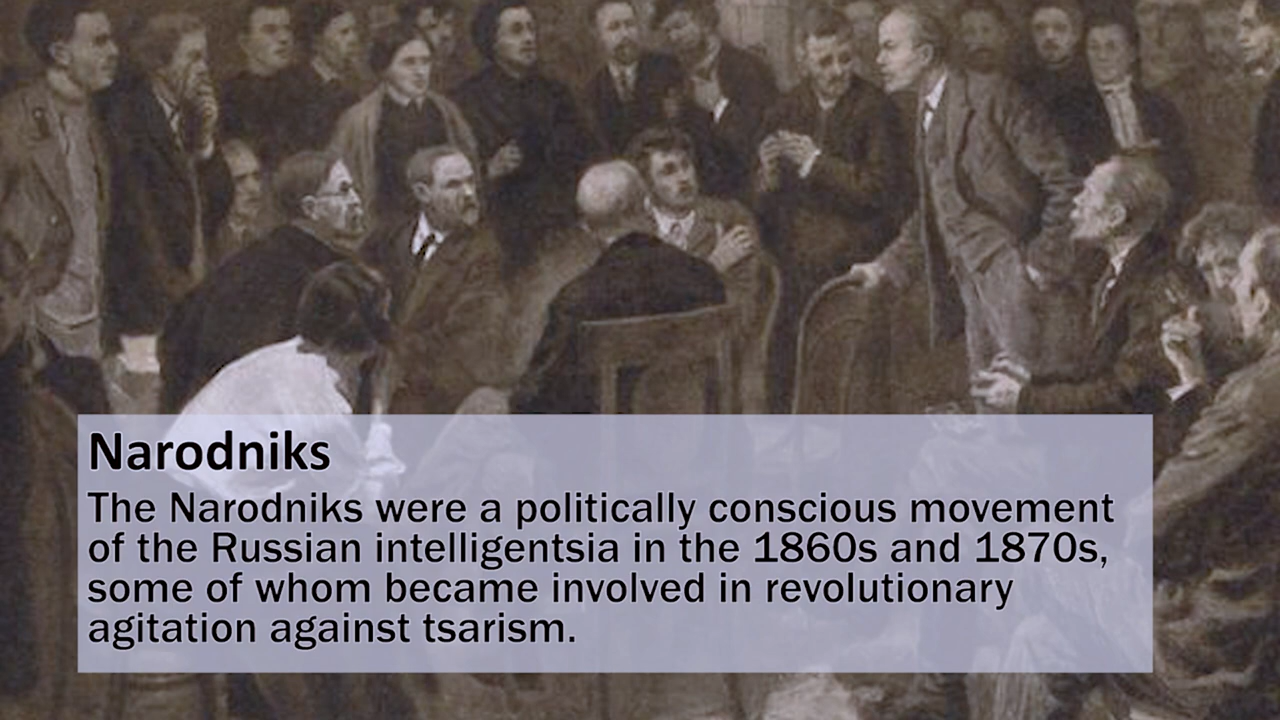 Narodniks
The Narodniks were a politically conscious movement
of the Russian intelligentsia in the 1860s and 1870s,
some of whom became involved in revolutionary
agitation against tsarism.